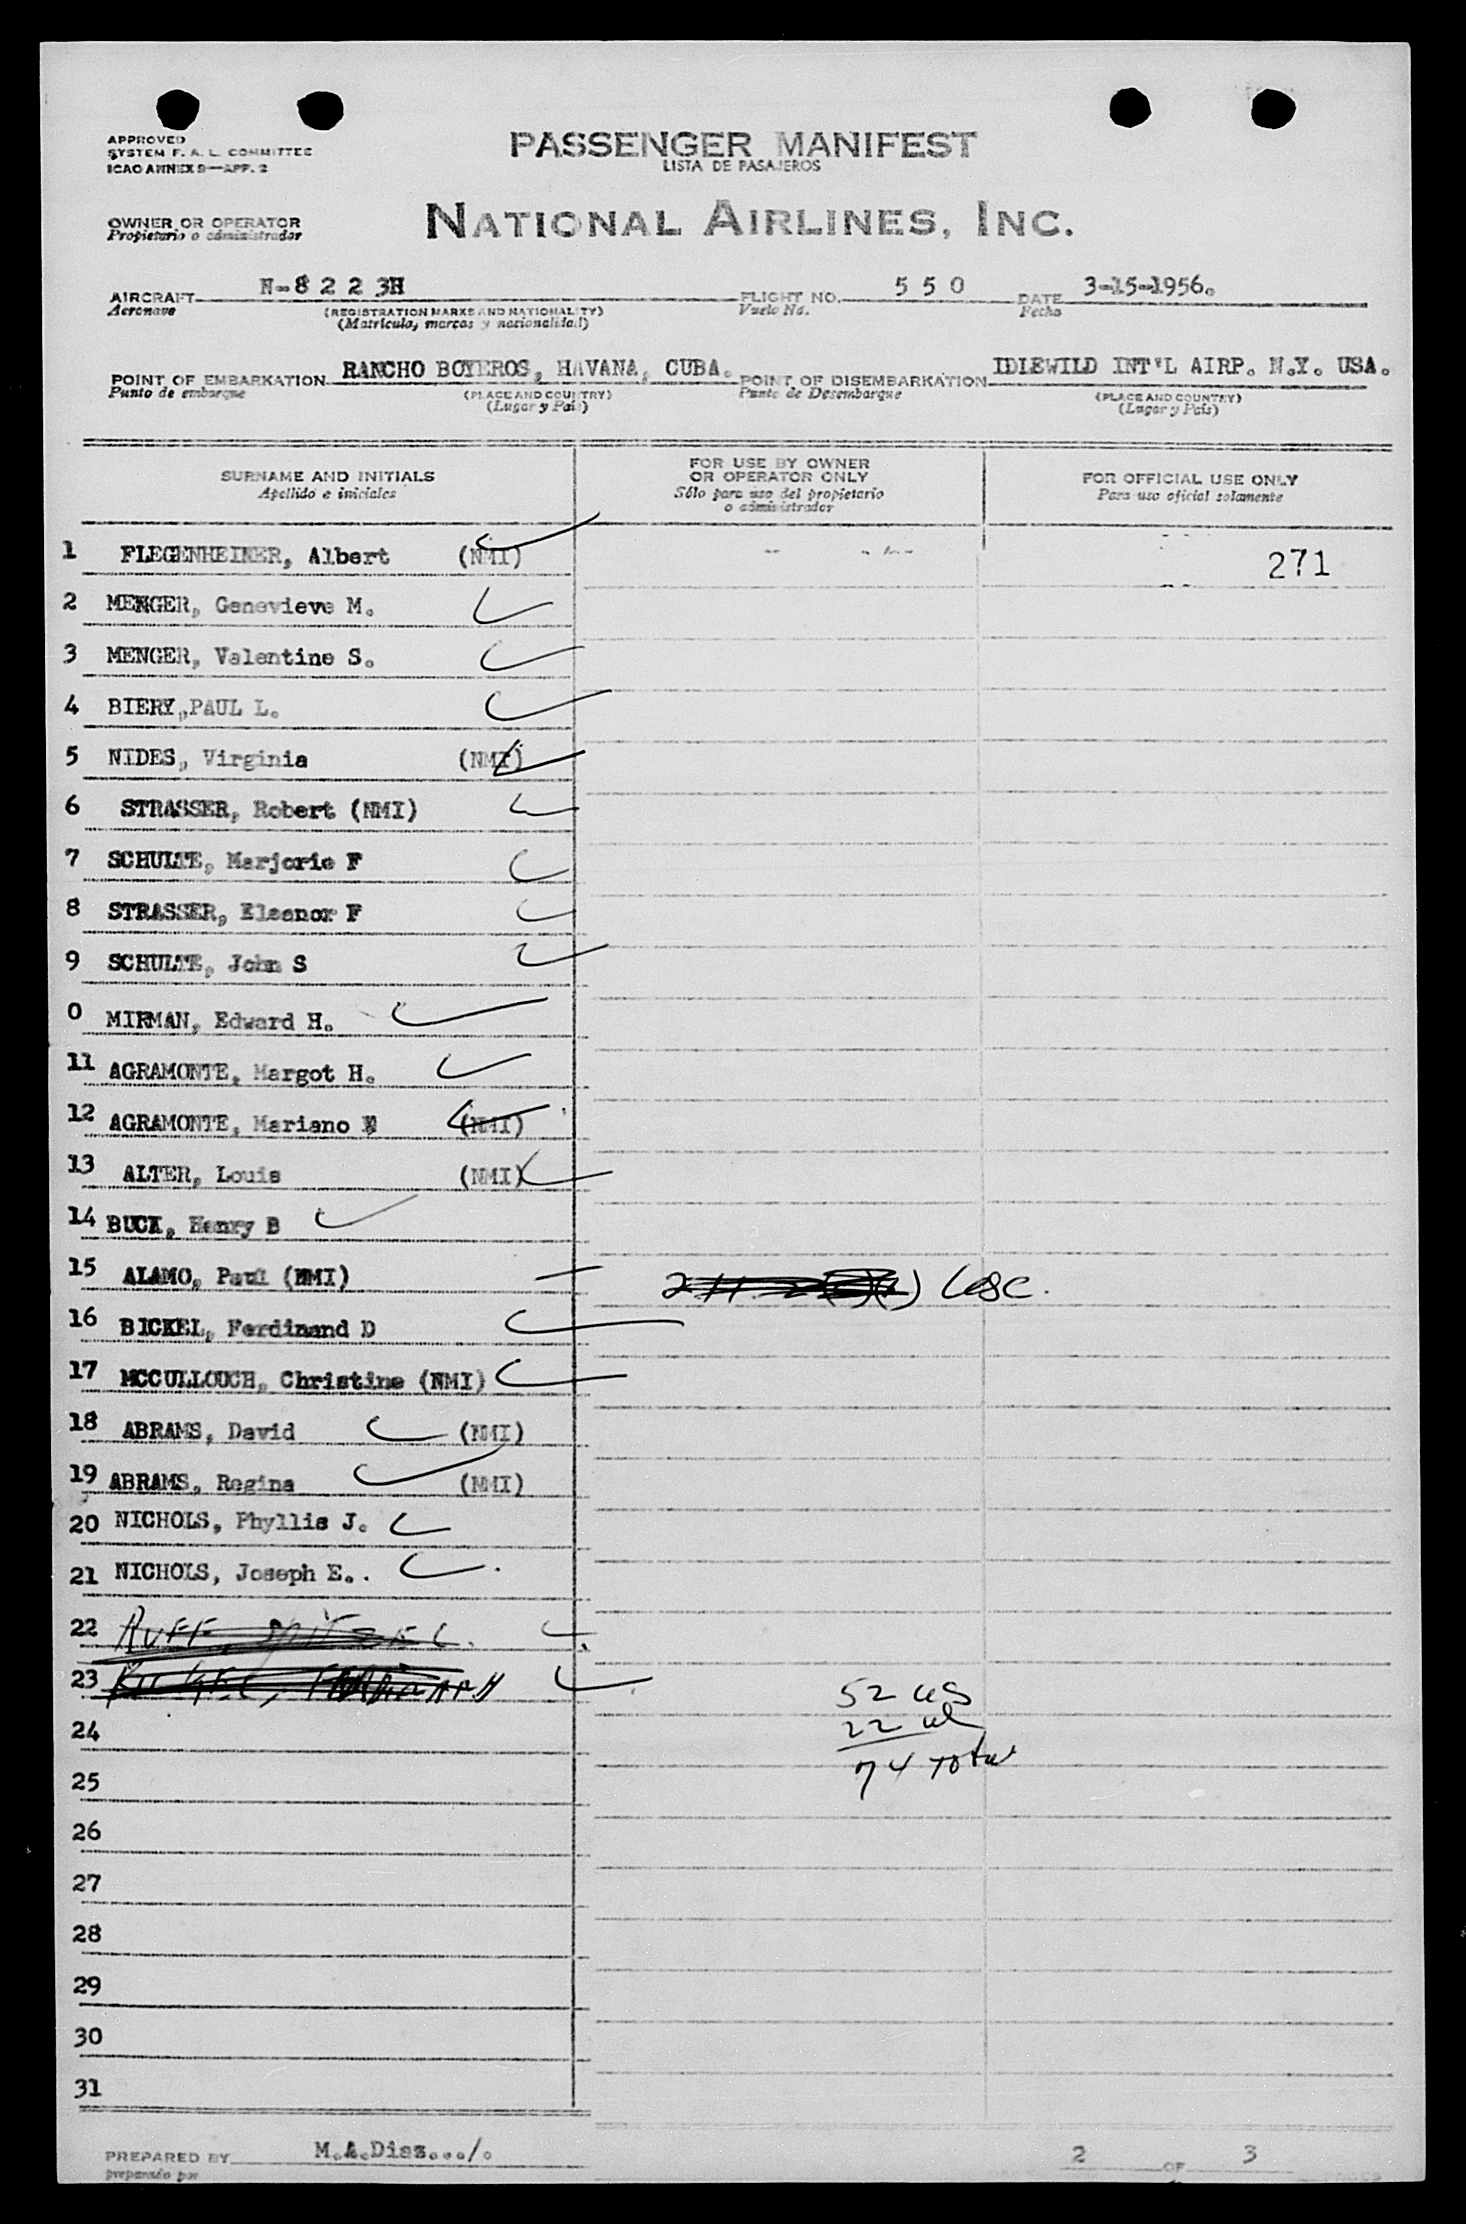 APPROVED
SYSTEM F. A. L. COMMITTEE
ICAO ANNEX 9—APP. 2
PASSENGER MANIFEST
LISTA DE PASAJEROS
OWNER OR OPERATOR
Propietario o administrador
NATIONAL AIRLINES, INC.
AIRCRAFT N-8 2 2 3H FLIGHT NO. 5 5 0 DATE 3-15-1956.
Aeronave (REGISTRATION MARKS AND NATIONALITY) Vuelo No. Fecha
(Matricula, marcas y nacionalidad)
POINT OF EMBARKATION RANCHO BOYEROS, HAVANA, CUBA. POINT OF DISEMBARKATION IDLEWILD INT'L AIRP. N.Y. USA.
Punto de embarque (PLACE AND COUNTRY) Punto de Desembarque (PLACE AND COUNTRY)
(Lugar y País) (Lugar y País)
SURNAME AND INITIALS FOR USE BY OWNER OR OPERATOR ONLY FOR OFFICIAL USE ONLY
Apellido e iniciales Sólo para uso del propietario o administrador Para uso oficial solamente
1 FLEGENHEIMER, Albert (NMI) 271
2 MENGER, Genevieve M.
3 MENGER, Valentine S.
4 BIERY,PAUL L.
5 NIDES, Virginia (NMI)
6 STRASSER, Robert (NMI)
7 SCHULTE, Marjorie F
8 STRASSER, Eleanor F
9 SCHULTE, John S
0 MIRMAN, Edward H.
11 AGRAMONTE, Margot H.
12 AGRAMONTE, Mariano (NMI)
13 ALTER, Louis (NMI)
14 BUCK, Henry B
15 ALAMO, Paul (NMI)
16 BICKEL, Ferdinand D
17 MCCULLOUCH, Christine (NMI)
18 ABRAMS, David (NMI)
19 ABRAMS, Regina (NMI)
20 NICHOLS, Phyllis J.
21 NICHOLS, Joseph E..
22 RUFF,
23
52 us
24 22 al
74 Total
25
26
27
28
29
30
31
PREPARED BY M.A.Diaz.../. 2 OF 3
preparado por